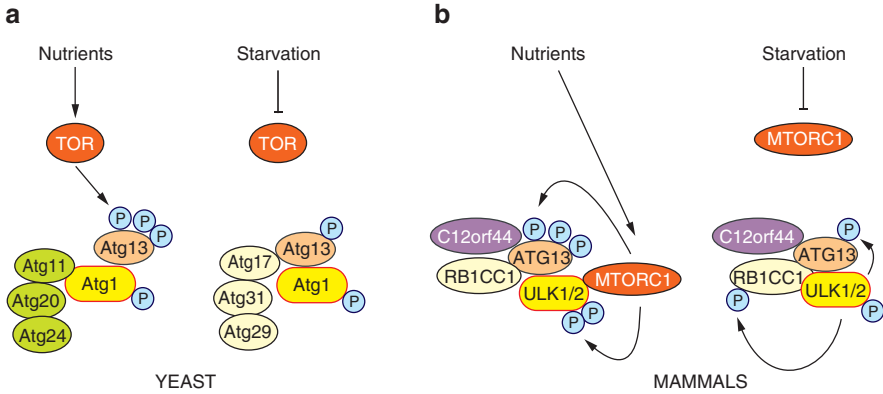 a
Nutrients
Starvation
TOR
TOR
P
P
P
Atg13
Atg11
Atg1
P
Atg20
Atg24
P
Atg13
Atg17
Atg1
P
Atg31
Atg29
YEAST
b
Nutrients
Starvation
MTORC1
P
P
P
C12orf44
ATG13
RB1CC1
MTORC1
ULK1/2
P
P
P
C12orf44
ATG13
RB1CC1
ULK1/2
P
P
MAMMALS